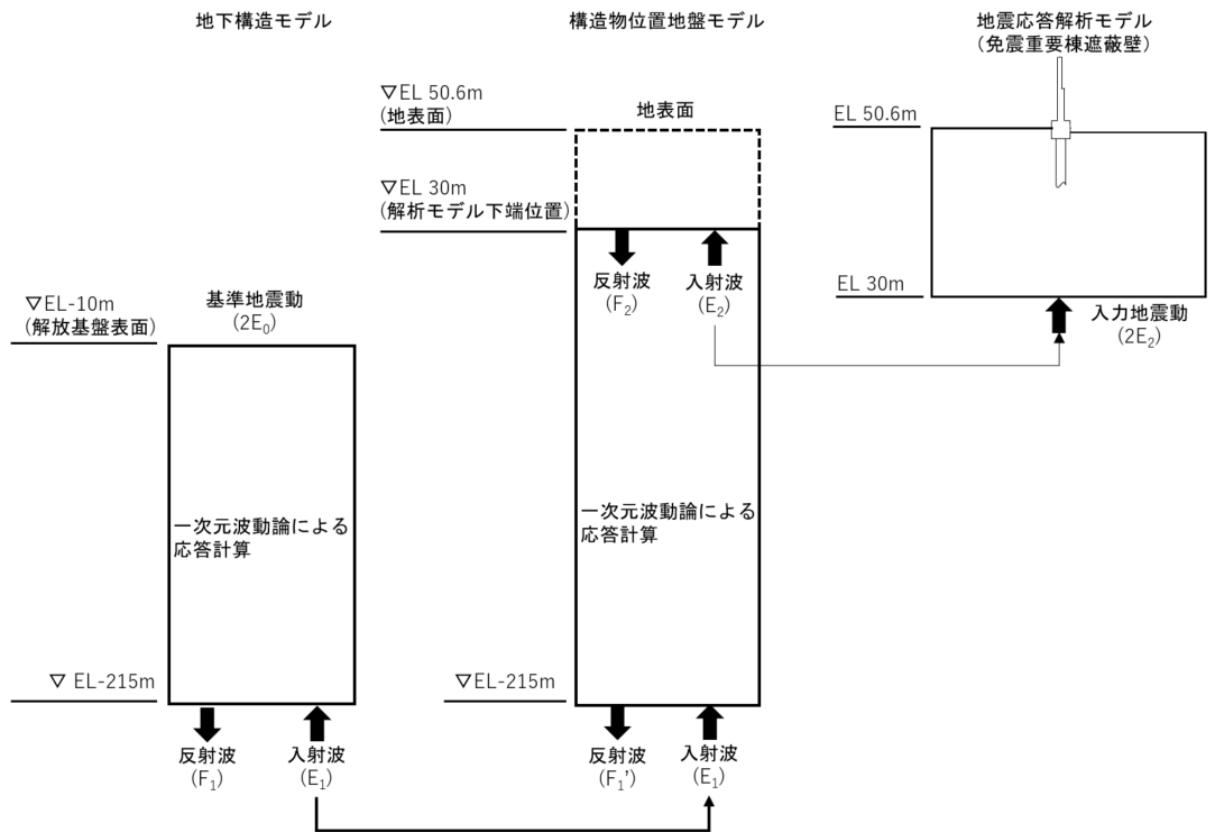 地下構造モデル
▽EL-10m
(解放基盤表面)
基準地震動
(2E₀)
一次元波動論による
応答計算
▽ EL-215m
反射波
(F₁)
入射波
(E₁)
構造物位置地盤モデル
▽EL 50.6m
(地表面)
地表面
▽EL 30m
(解析モデル下端位置)
反射波
(F₂)
入射波
(E₂)
一次元波動論による
応答計算
▽EL-215m
反射波
(F₁’)
入射波
(E₁)
地震応答解析モデル
(免震重要棟遮蔽壁)
EL 50.6m
EL 30m
入力地震動
(2E₂)